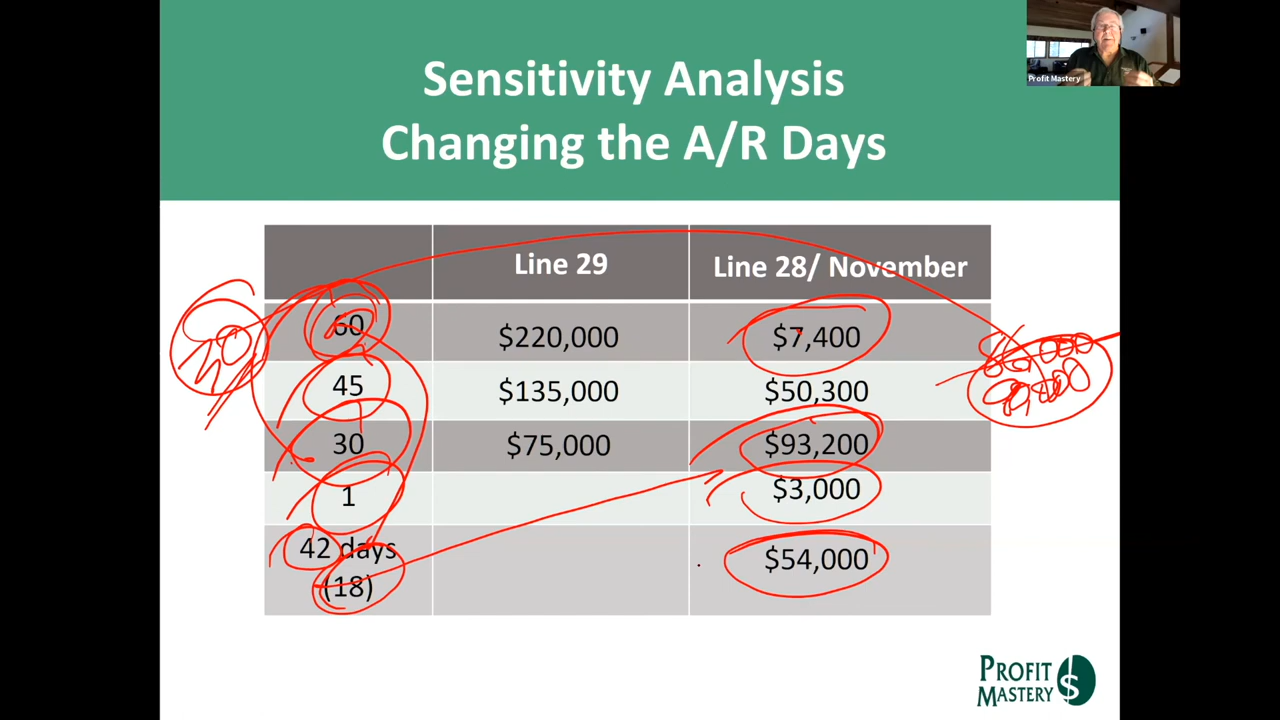 Profit Mastery
Sensitivity Analysis
Changing the A/R Days
Line 29 Line 28/ November
60 $220,000 $7,400
45 $135,000 $50,300
30 $75,000 $93,200
1 $3,000
42 days $54,000
(18)
PROFIT
MASTERY